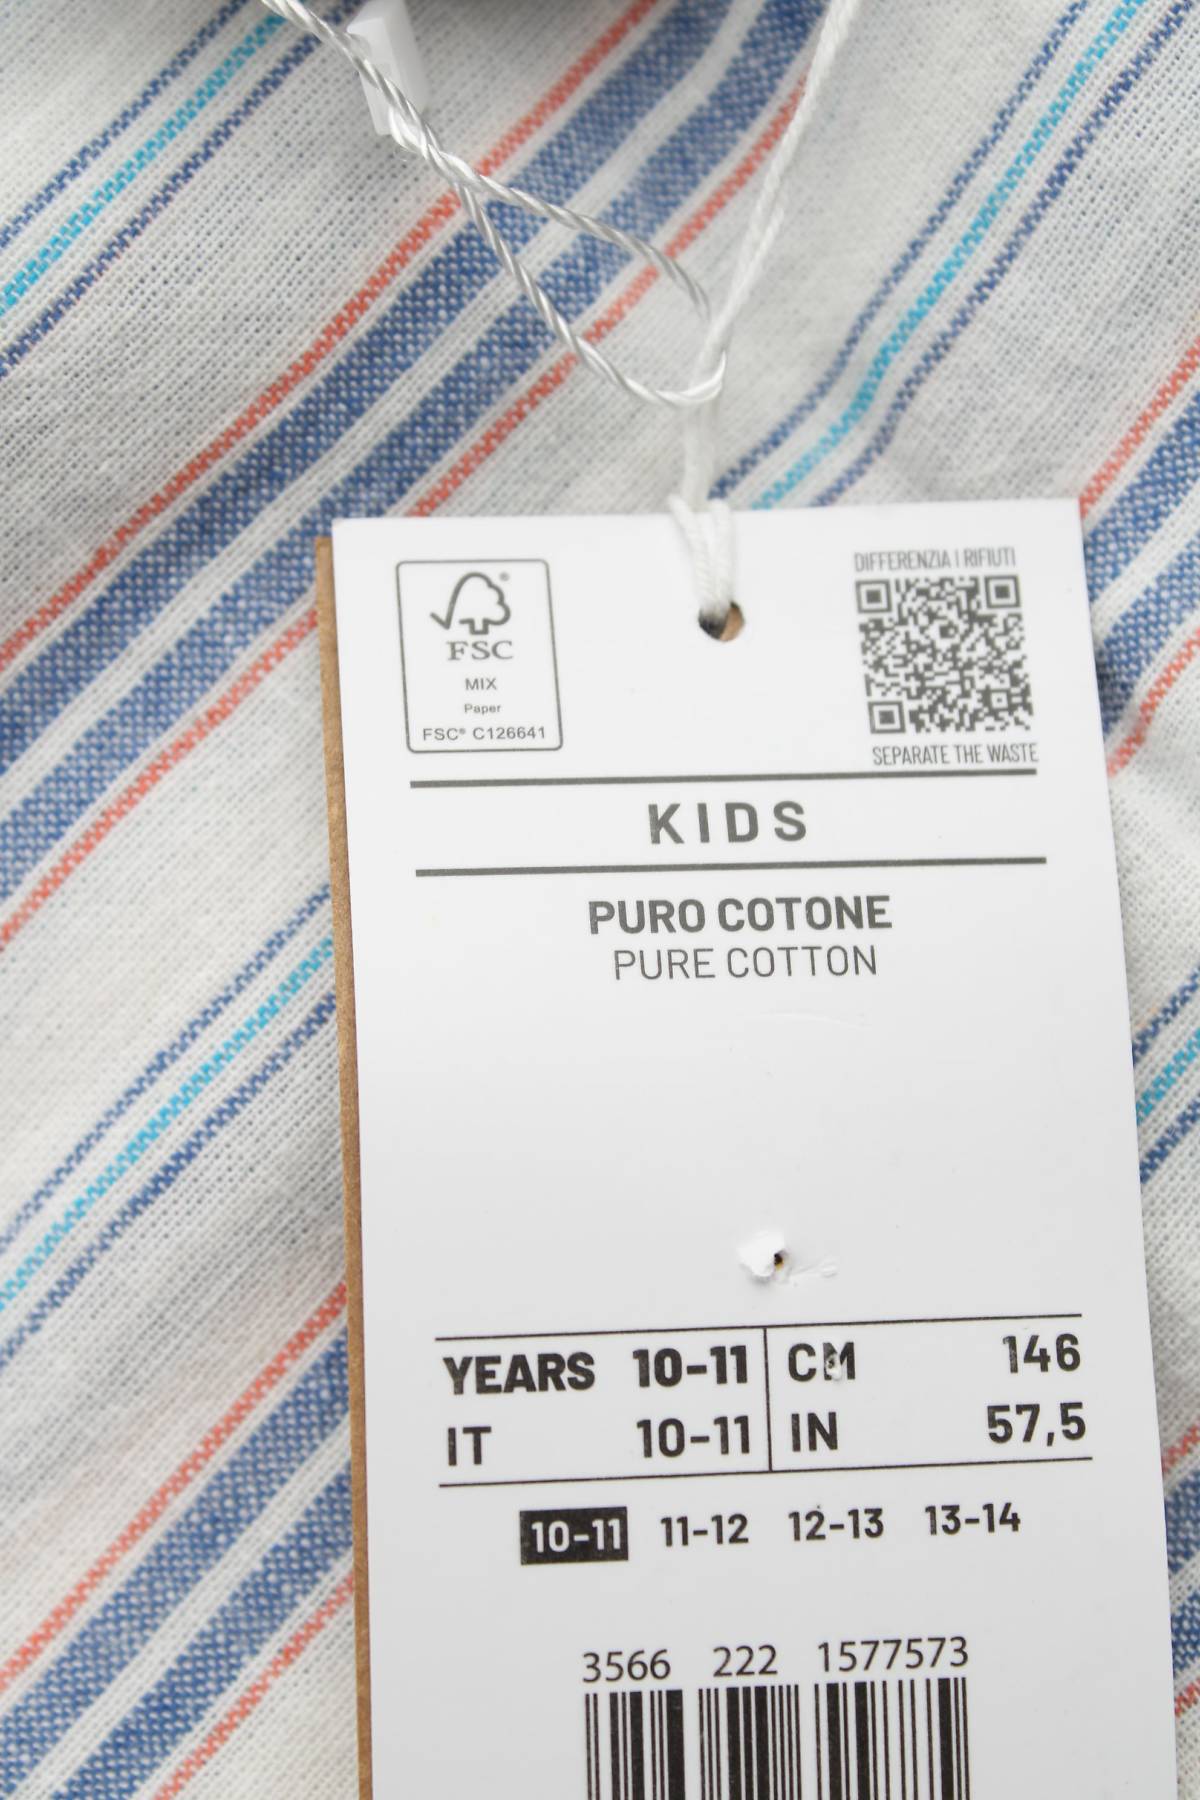 FSC®
MIX
Paper
FSC® C126641
DIFFERENZIA I RIFIUTI
SEPARATE THE WASTE
KIDS
PURO COTONE
PURE COTTON
YEARS 10-11 CM 146
IT 10-11 IN 57,5
10-11 11-12 12-13 13-14
3566 222 1577573